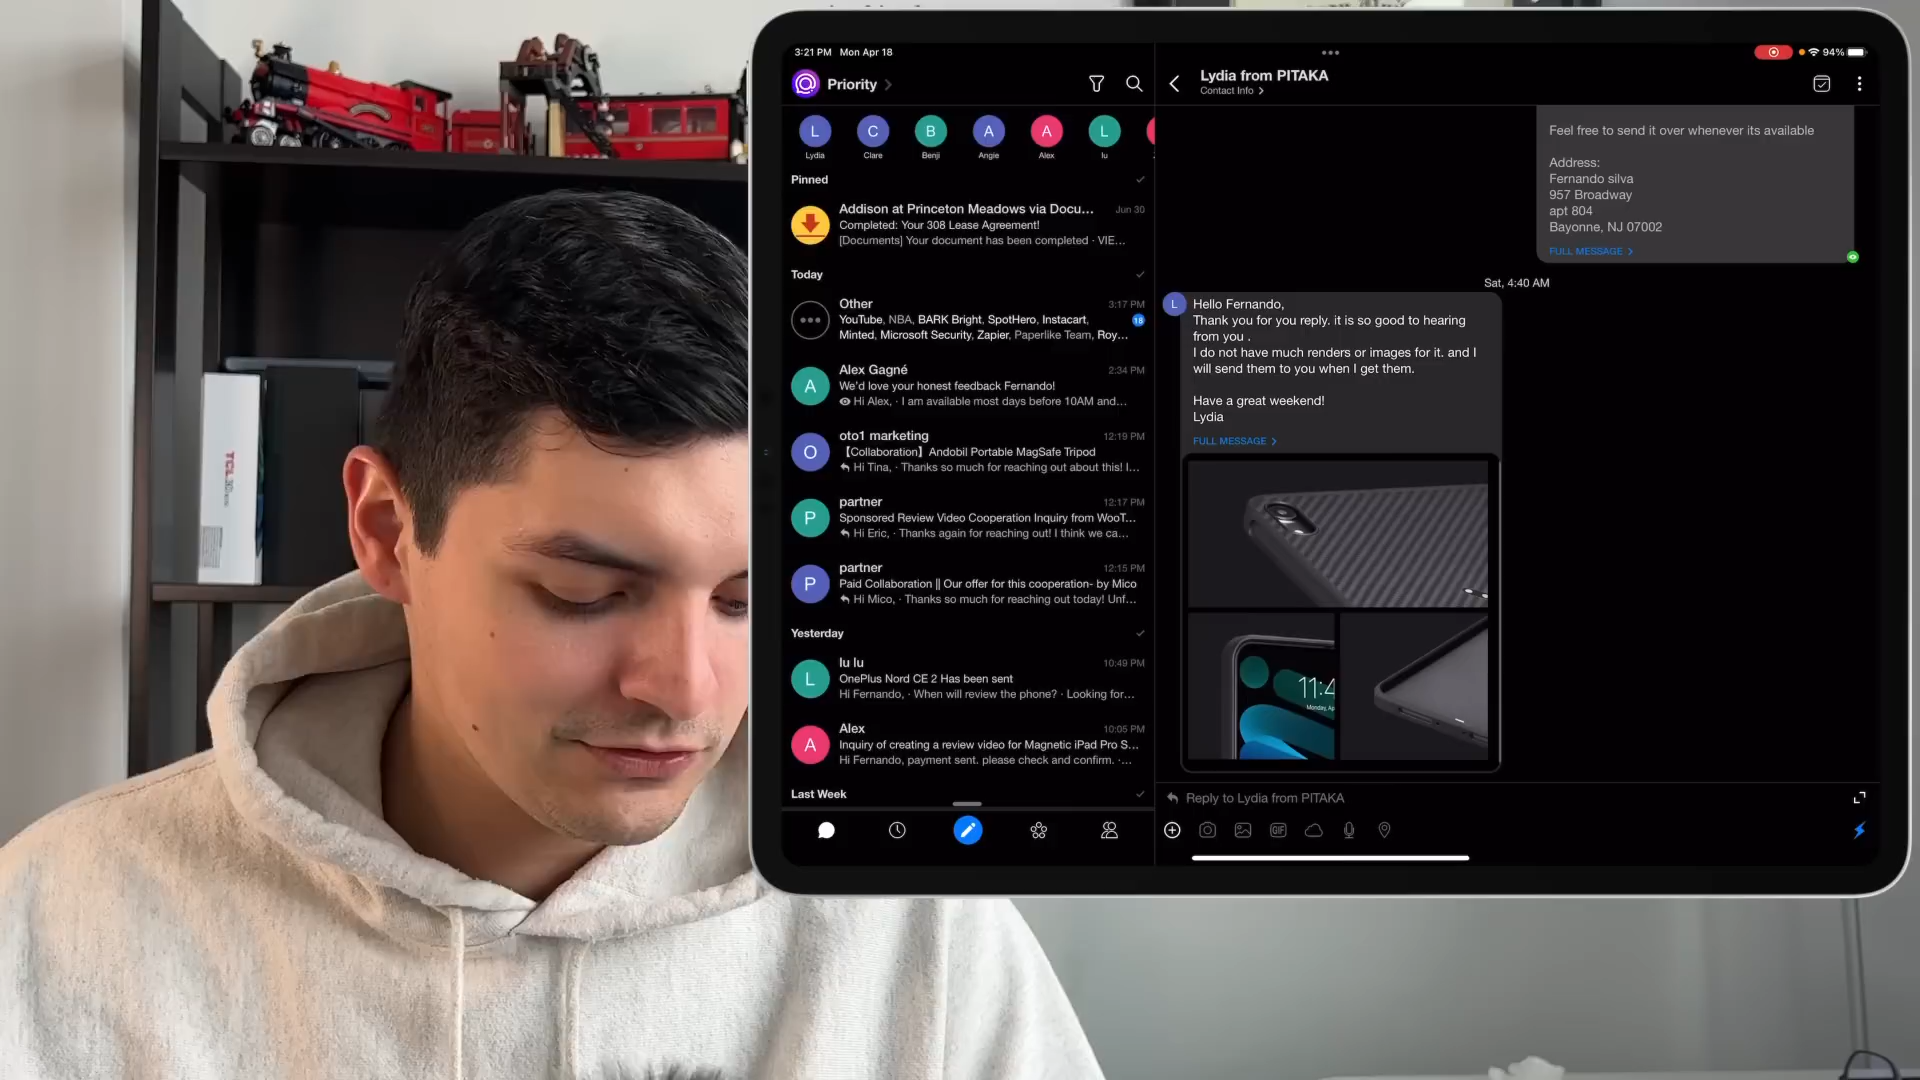 3:21 PM Mon Apr 18
94%
Priority
L
C
B
A
A
L
Lydia
Clare
Benji
Angie
Alex
lu
Pinned
Addison at Princeton Meadows via Docu... Jun 30
Completed: Your 308 Lease Agreement!
[Documents] Your document has been completed · VIE...
Today
Other 3:17 PM
YouTube, NBA, BARK Bright, SpotHero, Instacart, 18
Minted, Microsoft Security, Zapier, Paperlike Team, Roy...
A
Alex Gagné 2:34 PM
We'd love your honest feedback Fernando!
Hi Alex, · I am available most days before 10AM and...
O
oto1 marketing 12:19 PM
【Collaboration】Andobil Portable MagSafe Tripod
Hi Tina, · Thanks so much for reaching out about this! I...
P
partner 12:17 PM
Sponsored Review Video Cooperation Inquiry from WooT...
Hi Eric, · Thanks again for reaching out! I think we ca...
P
partner 12:15 PM
Paid Collaboration || Our offer for this cooperation- by Mico
Hi Mico, · Thanks so much for reaching out today! Unf...
Yesterday
L
lu lu 10:49 PM
OnePlus Nord CE 2 Has been sent
Hi Fernando, · When will review the phone? · Looking for...
A
Alex 10:05 PM
Inquiry of creating a review video for Magnetic iPad Pro S...
Hi Fernando, payment sent. please check and confirm. ·...
Last Week
Lydia from PITAKA
Contact Info
Feel free to send it over whenever its available
Address:
Fernando silva
957 Broadway
apt 804
Bayonne, NJ 07002
FULL MESSAGE
Sat, 4:40 AM
L
Hello Fernando,
Thank you for you reply. it is so good to hearing
from you .
I do not have much renders or images for it. and I
will send them to you when I get them.
Have a great weekend!
Lydia
FULL MESSAGE
11:4
Monday, Ap
Reply to Lydia from PITAKA
GIF
TCL